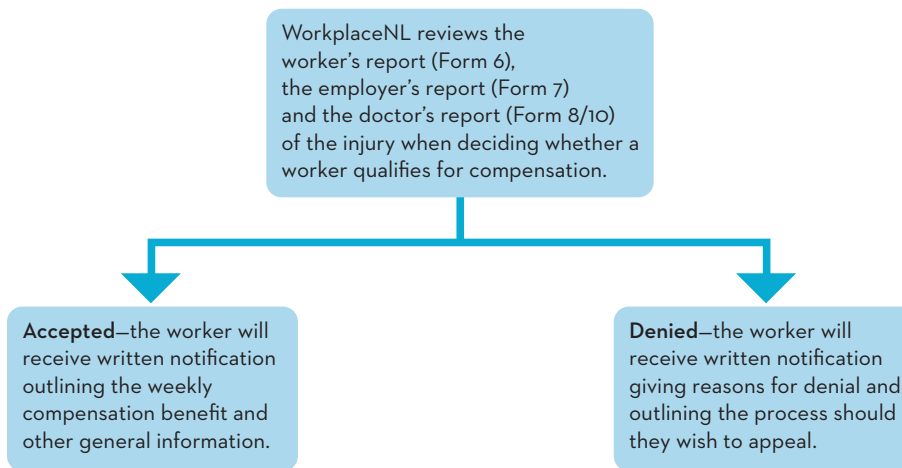 WorkplaceNL reviews the
worker's report (Form 6),
the employer's report (Form 7)
and the doctor's report (Form 8/10)
of the injury when deciding whether a
worker qualifies for compensation.
Accepted—the worker will
receive written notification
outlining the weekly
compensation benefit and
other general information.
Denied—the worker will
receive written notification
giving reasons for denial and
outlining the process should
they wish to appeal.